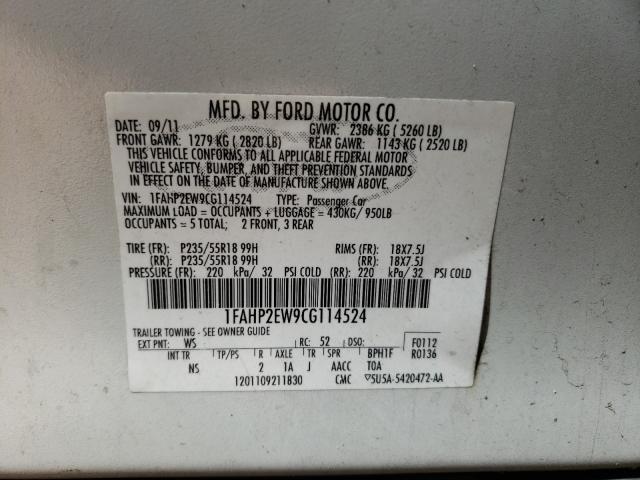 MFD. BY FORD MOTOR CO.
DATE: 09/11 GVWR: 2386 KG ( 5260 LB)
FRONT GAWR: 1279 KG ( 2820 LB) REAR GAWR: 1143 KG ( 2520 LB)
THIS VEHICLE CONFORMS TO ALL APPLICABLE FEDERAL MOTOR
VEHICLE SAFETY, BUMPER, AND THEFT PREVENTION STANDARDS
IN EFFECT ON THE DATE OF MANUFACTURE SHOWN ABOVE.
VIN: 1FAHP2EW9CG114524 TYPE: Passenger Car
MAXIMUM LOAD = OCCUPANTS + LUGGAGE = 430KG/ 950LB
OCCUPANTS = 5 TOTAL; 2 FRONT, 3 REAR
TIRE (FR): P235/55R18 99H RIMS (FR): 18X7.5J
(RR): P235/55R18 99H (RR): 18X7.5J
PRESSURE (FR): 220 kPa/ 32 PSI COLD (RR): 220 kPa/ 32 PSI COLD
1FAHP2EW9CG114524
TRAILER TOWING - SEE OWNER GUIDE
EXT PNT: WS RC: 52 DSO: F0112
INT TR TP/PS R AXLE TR SPR BPH1F R0136
NS 2 1A J AACC T0A
1201109211830 CMC ▽5U5A-5420472-AA